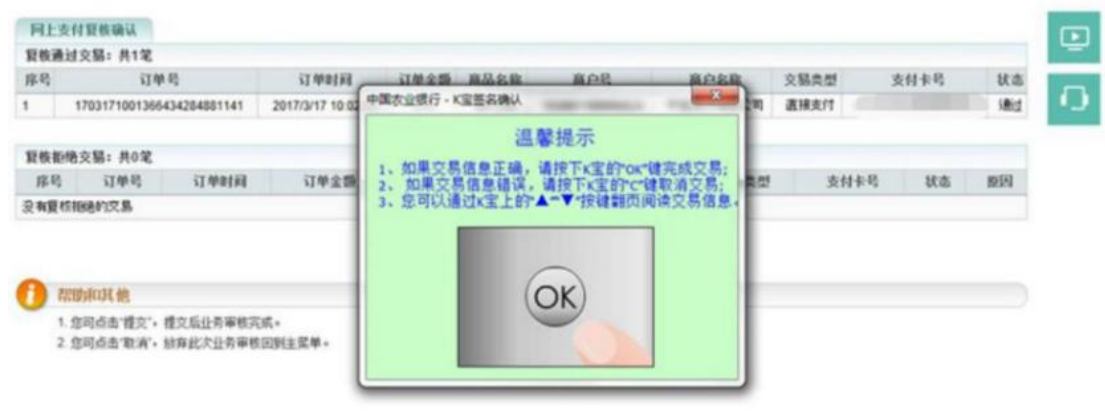 网上支付复核确认
复核通过交易：共1笔
序号 订单号 订单时间 订单金额 商品名称 商户号 商户名称 交易类型 支付卡号 状态
1 170317100136643428488​1141 2017/3/17 10:02 司 直接支付 通过
中国农业银行 - K宝签名确认
温馨提示
1、如果交易信息正确，请按下K宝的"OK"键完成交易；
2、如果交易信息错误，请按下K宝的"C"键取消交易；
3、您可以通过K宝上的"▲""▼"按键翻页阅读交易信息。
OK
复核拒绝交易：共0笔
序号 订单号 订单时间 订单金额 类型 支付卡号 状态 原因
没有复核拒绝的交易
帮助和其他
1. 您可点击"提交"，提交后业务审核完成。
2. 您可点击"取消"，放弃此次业务审核回到主菜单。